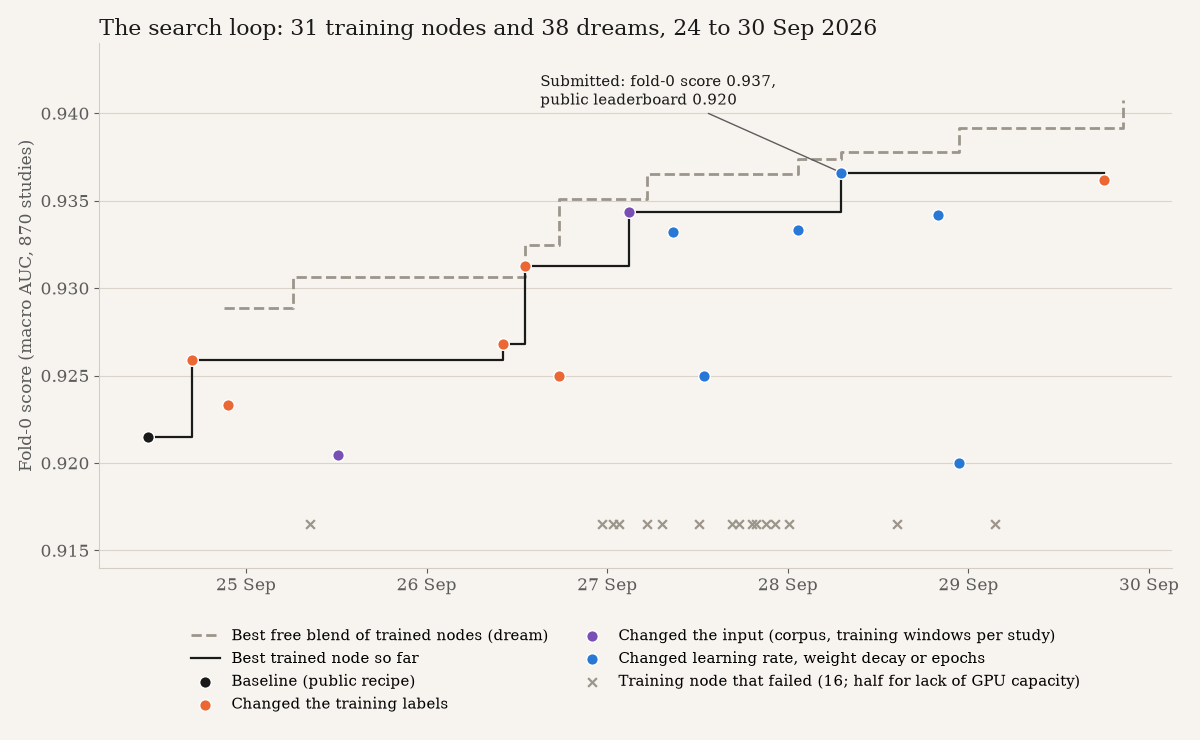 The search loop: 31 training nodes and 38 dreams, 24 to 30 Sep 2026
Submitted: fold-0 score 0.937,
public leaderboard 0.920
Fold-0 score (macro AUC, 870 studies)
0.940
0.935
0.930
0.925
0.920
0.915
25 Sep
26 Sep
27 Sep
28 Sep
29 Sep
30 Sep
Best free blend of trained nodes (dream)
Best trained node so far
Baseline (public recipe)
Changed the training labels
Changed the input (corpus, training windows per study)
Changed learning rate, weight decay or epochs
Training node that failed (16; half for lack of GPU capacity)